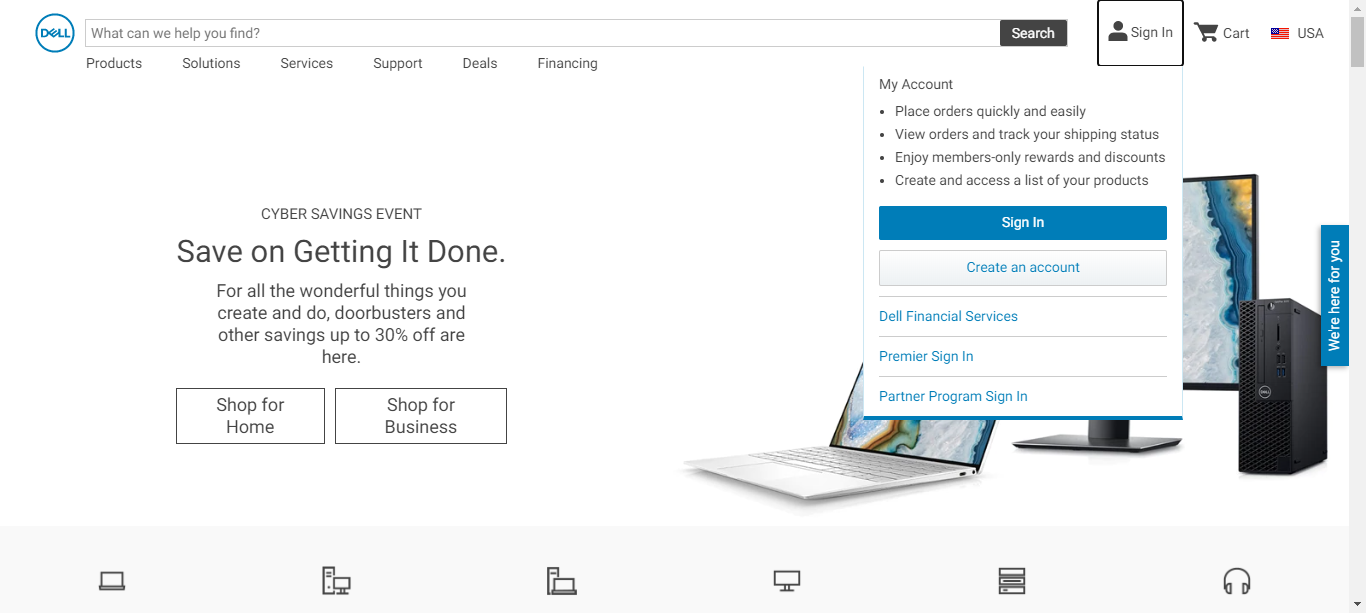 DELL
What can we help you find?
Search
Sign In
Cart
USA
Products
Solutions
Services
Support
Deals
Financing
My Account
• Place orders quickly and easily
• View orders and track your shipping status
• Enjoy members-only rewards and discounts
• Create and access a list of your products
Sign In
Create an account
Dell Financial Services
Premier Sign In
Partner Program Sign In
CYBER SAVINGS EVENT
Save on Getting It Done.
For all the wonderful things you
create and do, doorbusters and
other savings up to 30% off are
here.
Shop for
Home
Shop for
Business
We're here for you
DELL